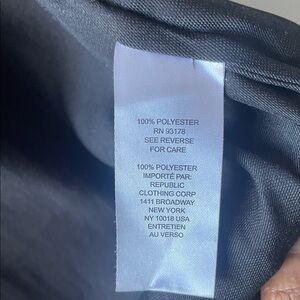 100% POLYESTER
RN 93178
SEE REVERSE
FOR CARE
100% POLYESTER
IMPORTÉ PAR:
REPUBLIC
CLOTHING CORP
1411 BROADWAY
NEW YORK
NY 10018 USA
ENTRETIEN
AU VERSO